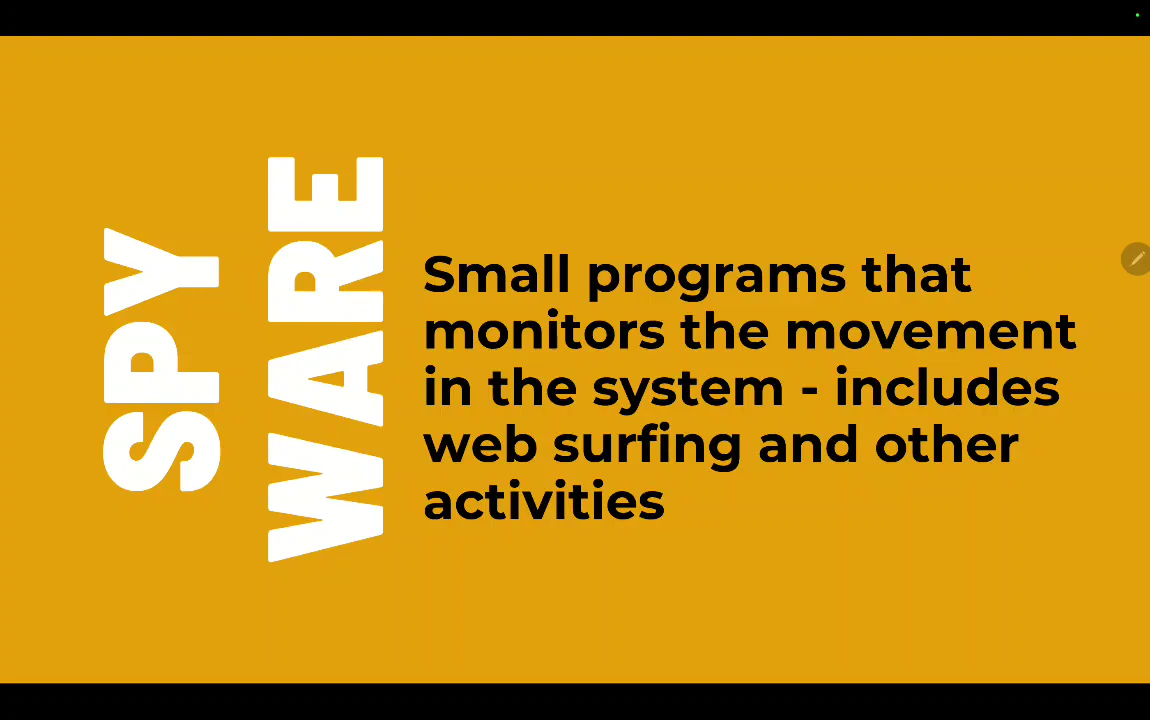 SPY
WARE
Small programs that
monitors the movement
in the system - includes
web surfing and other
activities